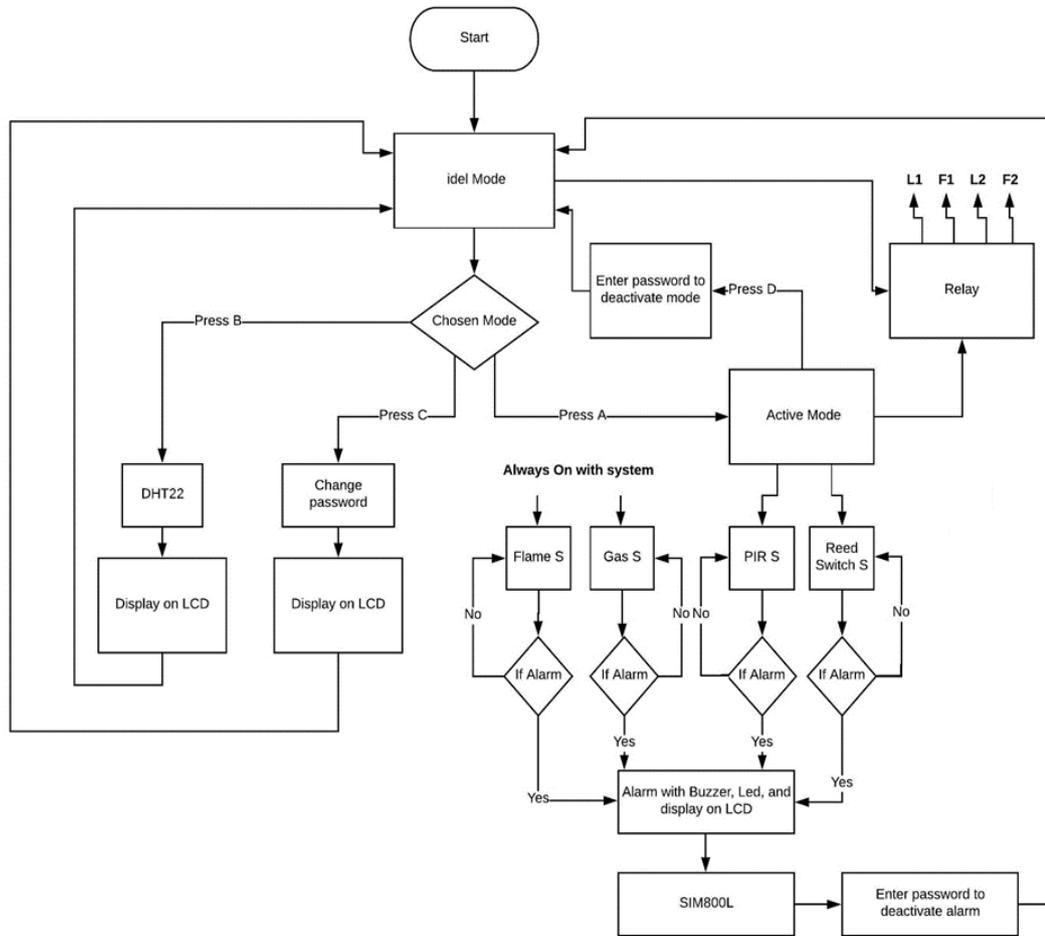 Start
idel Mode
L1 F1 L2 F2
Enter password to
deactivate mode
Press D
Relay
Press B
Chosen Mode
Press C
Press A
Active Mode
Always On with system
DHT22
Change
password
Flame S
Gas S
PIR S
Reed
Switch S
Display on LCD
Display on LCD
No
No
No
No
If Alarm
If Alarm
If Alarm
If Alarm
Yes
Yes
Yes
Yes
Alarm with Buzzer, Led, and
display on LCD
SIM800L
Enter password to
deactivate alarm